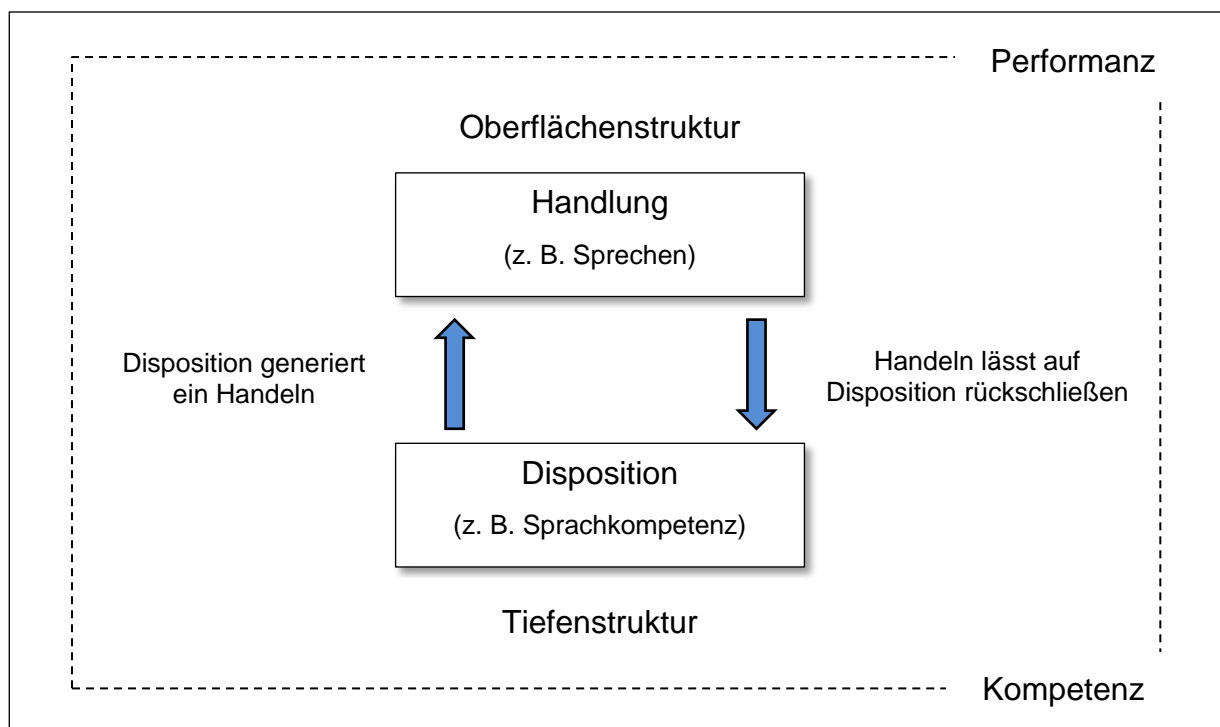 Performanz
Oberflächenstruktur
Handlung
(z. B. Sprechen)
Disposition generiert
ein Handeln
Handeln lässt auf
Disposition rückschließen
Disposition
(z. B. Sprachkompetenz)
Tiefenstruktur
Kompetenz